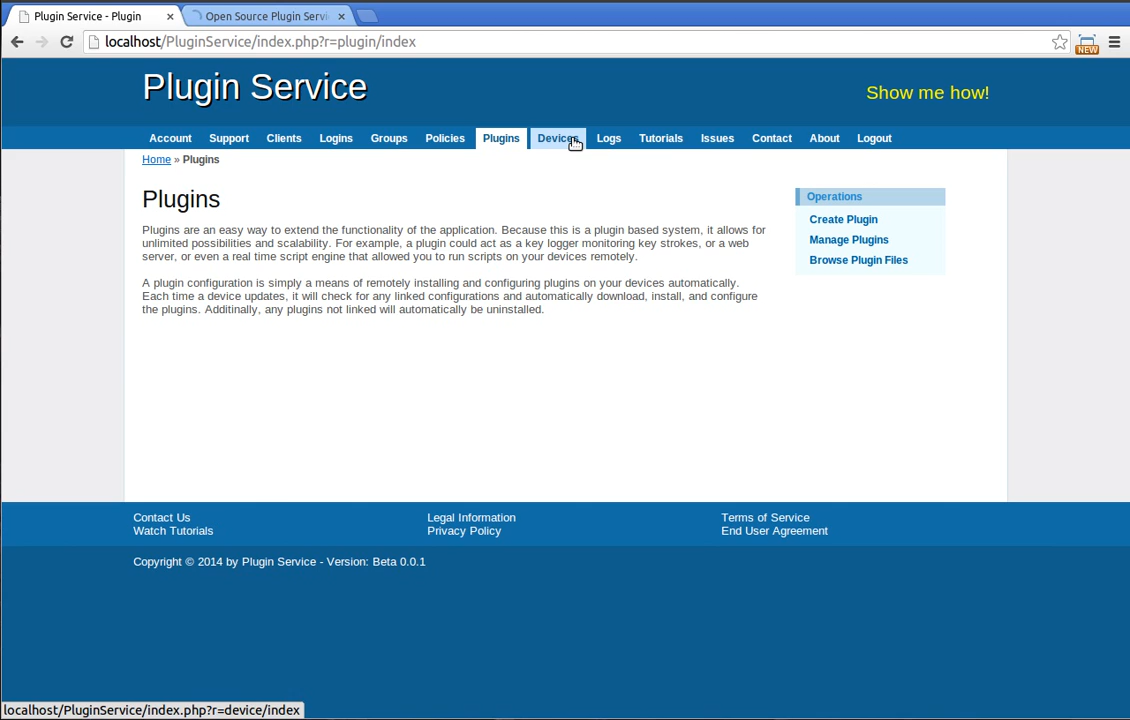 Plugin Service - Plugin
Open Source Plugin Servi
localhost/PluginService/index.php?r=plugin/index
NEW
Plugin Service
Show me how!
Account Support Clients Logins Groups Policies Plugins Devices Logs Tutorials Issues Contact About Logout
Home » Plugins
Plugins
Plugins are an easy way to extend the functionality of the application. Because this is a plugin based system, it allows for
unlimited possibilities and scalability. For example, a plugin could act as a key logger monitoring key strokes, or a web
server, or even a real time script engine that allowed you to run scripts on your devices remotely.
A plugin configuration is simply a means of remotely installing and configuring plugins on your devices automatically.
Each time a device updates, it will check for any linked configurations and automatically download, install, and configure
the plugins. Additinally, any plugins not linked will automatically be uninstalled.
Operations
Create Plugin
Manage Plugins
Browse Plugin Files
Contact Us
Watch Tutorials
Legal Information
Privacy Policy
Terms of Service
End User Agreement
Copyright © 2014 by Plugin Service - Version: Beta 0.0.1
localhost/PluginService/index.php?r=device/index